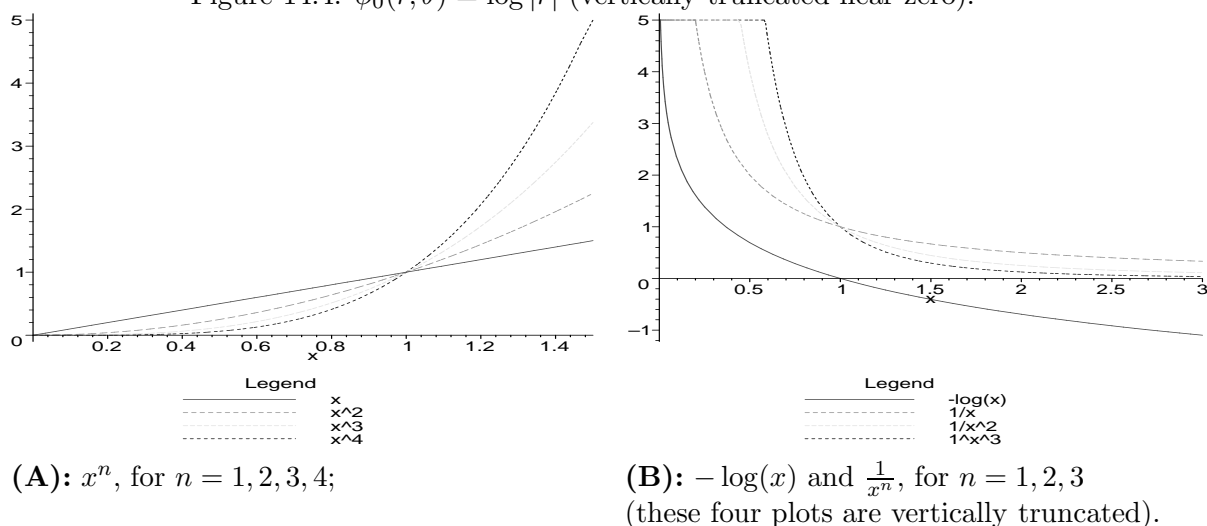 Figure 14.4: φ₀(r, θ) = log |r| (vertically truncated near zero).
5
4
3
2
1
0
0.2 0.4 0.6 0.8 1 1.2 1.4
x
Legend
x
x^2
x^3
x^4
(A): xⁿ, for n = 1, 2, 3, 4;
5
4
3
2
1
0
−1
0.5 1 1.5 2 2.5 3
x
Legend
-log(x)
1/x
1/x^2
1^x^3
(B): − log(x) and 1/xⁿ, for n = 1, 2, 3
(these four plots are vertically truncated).